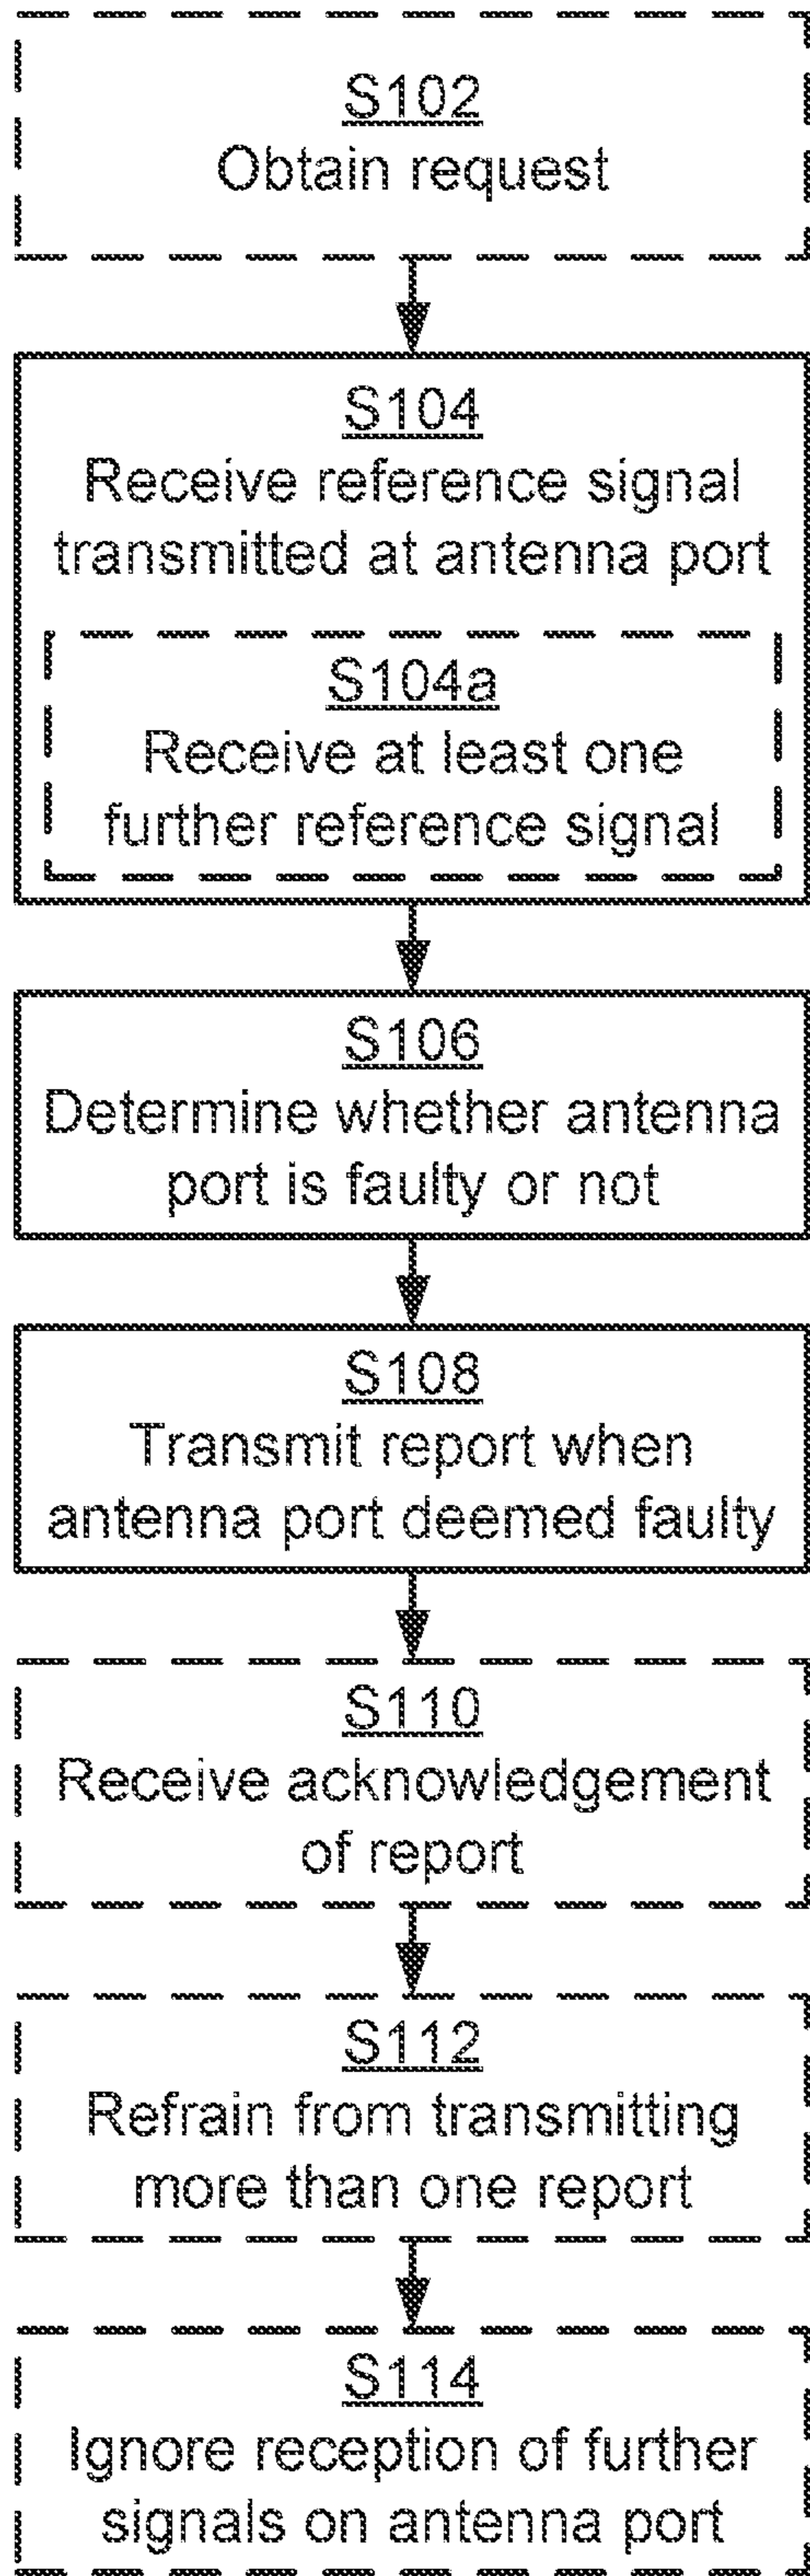 S102
Obtain request
S104
Receive reference signal
transmitted at antenna port
S104a
Receive at least one
further reference signal
S106
Determine whether antenna
port is faulty or not
S108
Transmit report when
antenna port deemed faulty
S110
Receive acknowledgement
of report
S112
Refrain from transmitting
more than one report
S114
Ignore reception of further
signals on antenna port